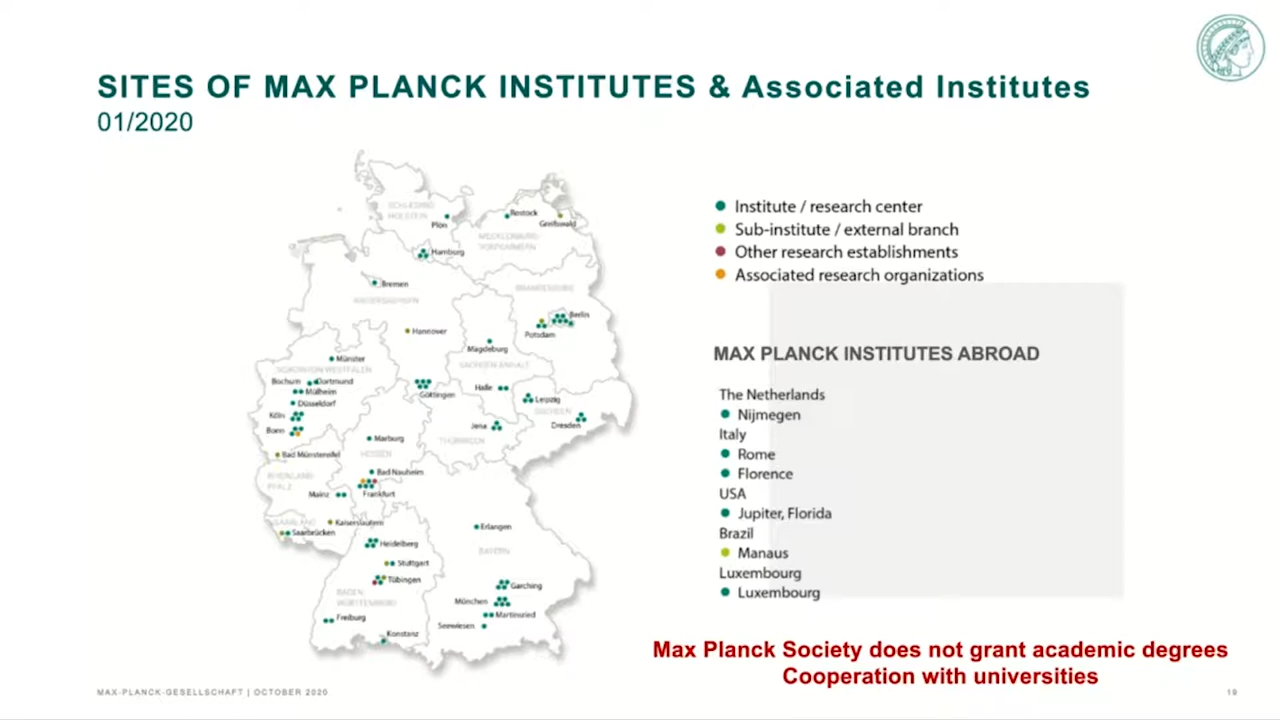 SITES OF MAX PLANCK INSTITUTES & Associated Institutes
01/2020
SCHLESWIG
HOLSTEIN
Plön
Rostock
Greifswald
MECKLENBURG-
VORPOMMERN
Hamburg
Bremen
NIEDERSACHSEN
BRANDENBURG
Berlin
Potsdam
Hannover
Magdeburg
SACHSEN-ANHALT
Münster
NORDRHEIN-WESTFALEN
Bochum
Dortmund
Mülheim
Düsseldorf
Köln
Bonn
Göttingen
Halle
Leipzig
SACHSEN
Dresden
Jena
THÜRINGEN
Marburg
HESSEN
Bad Münstereifel
Bad Nauheim
RHEINLAND-
PFALZ
Mainz
Frankfurt
SAARLAND
Kaiserslautern
Saarbrücken
Erlangen
Heidelberg
BAYERN
Stuttgart
Tübingen
Garching
BADEN
WÜRTTEMBERG
München
Martinsried
Freiburg
Seewiesen
Konstanz
Institute / research center
Sub-institute / external branch
Other research establishments
Associated research organizations
MAX PLANCK INSTITUTES ABROAD
The Netherlands
Nijmegen
Italy
Rome
Florence
USA
Jupiter, Florida
Brazil
Manaus
Luxembourg
Luxembourg
Max Planck Society does not grant academic degrees
Cooperation with universities
MAX-PLANCK-GESELLSCHAFT | OCTOBER 2020
19